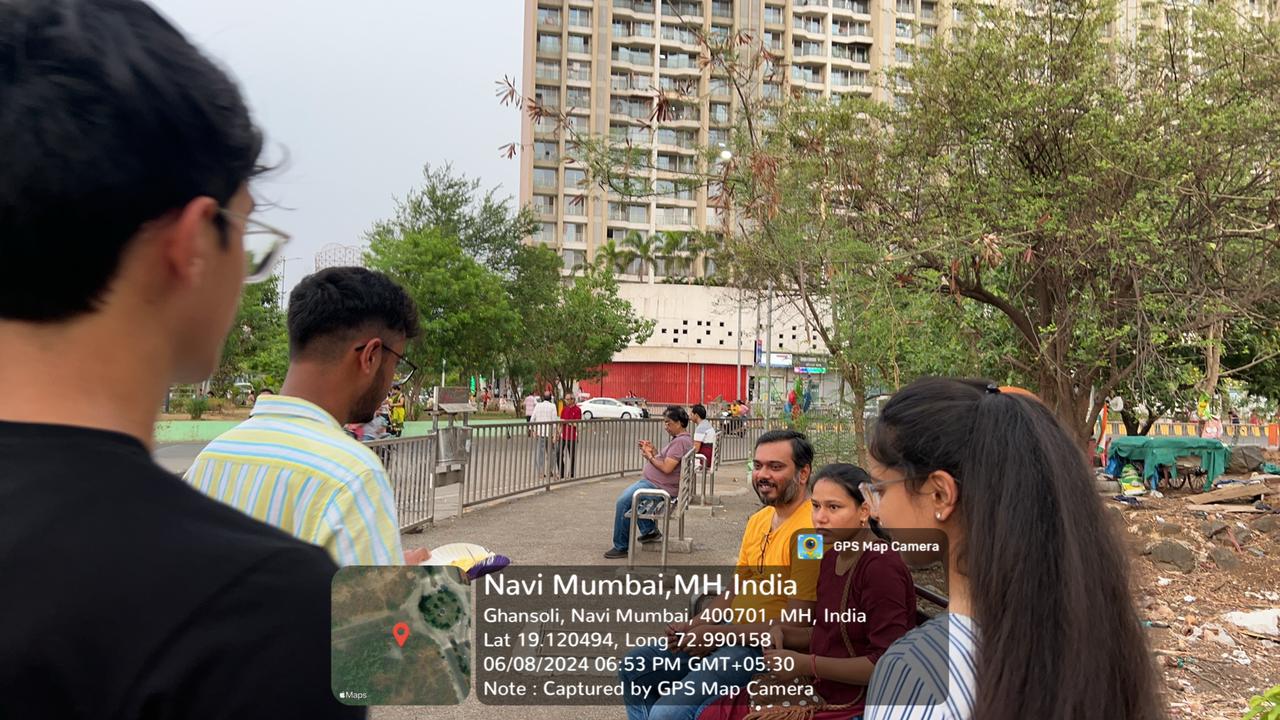 GPS Map Camera
Navi Mumbai,MH,India
Ghansoli, Navi Mumbai, 400701, MH, India
Lat 19.120494, Long 72.990158
06/08/2024 06:53 PM GMT+05:30
Note : Captured by GPS Map Camera
Maps